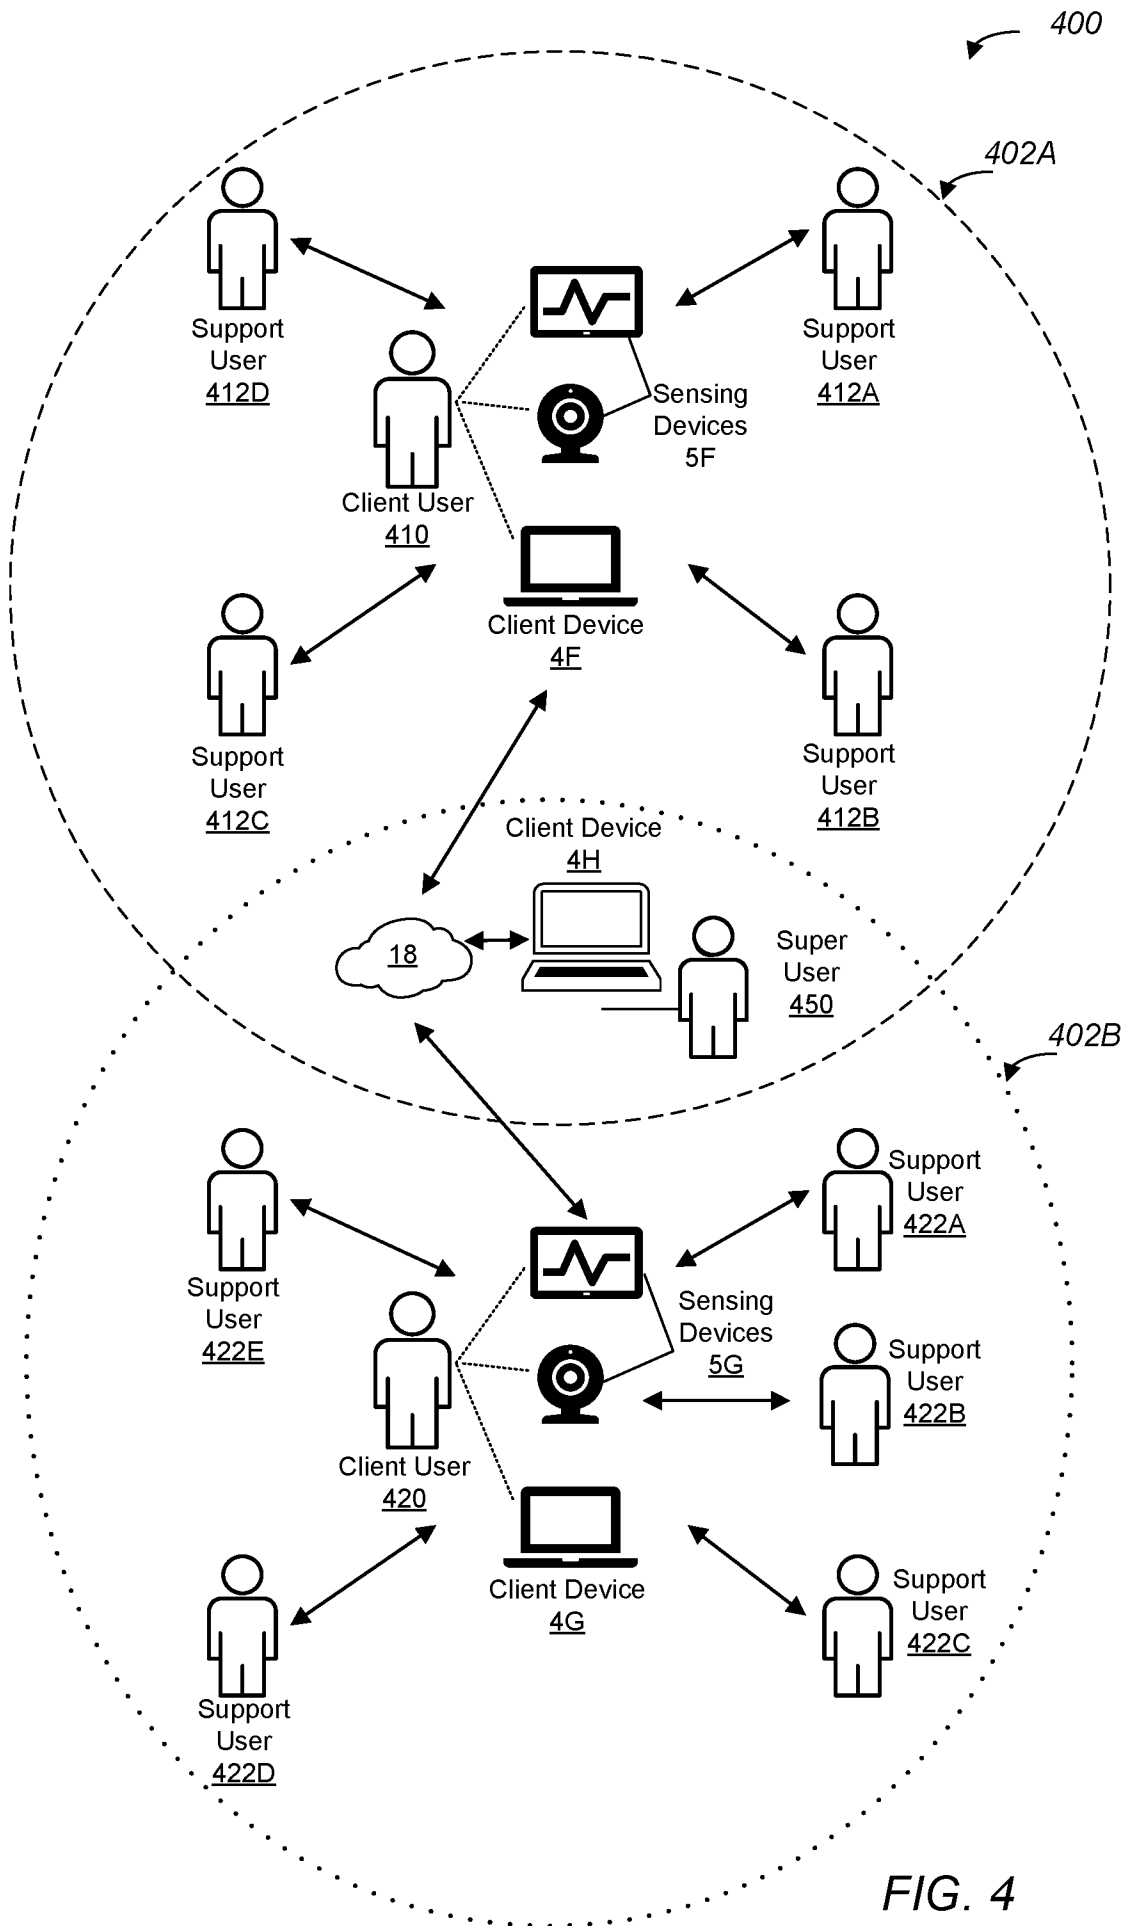 400
402A
Support
User
412D
Support
User
412A
Sensing
Devices
5F
Client User
410
Client Device
4F
Support
User
412C
Support
User
412B
Client Device
4H
18
Super
User
450
402B
Support
User
422A
Support
User
422E
Sensing
Devices
5G
Support
User
422B
Client User
420
Client Device
4G
Support
User
422C
Support
User
422D
FIG. 4